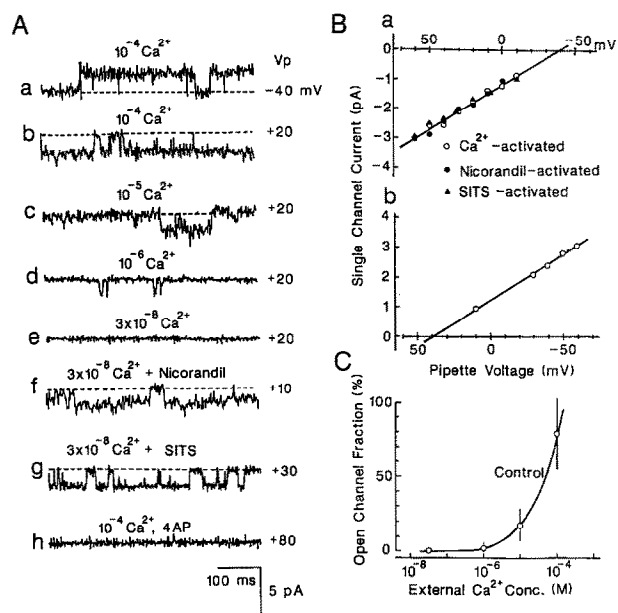 A
10⁻⁴Ca²⁺
Vp
a
−40 mV
10⁻⁴Ca²⁺
b
+20
10⁻⁵Ca²⁺
c
+20
10⁻⁶Ca²⁺
d
+20
3x10⁻⁸Ca²⁺
e
+20
3x10⁻⁸Ca²⁺ + Nicorandil
f
+10
3x10⁻⁸Ca²⁺ + SITS
g
+30
10⁻⁴Ca²⁺, 4AP
h
+80
100 ms
5 pA
B
a
50 0 −50
mV
0
−1
−2
−3
−4
Ca²⁺-activated
Nicorandil-activated
SITS-activated
Single Channel Current (pA)
b
4
3
2
1
0
50 0 −50
Pipette Voltage (mV)
C
Open Channel Fraction (%)
100
50
0
Control
10⁻⁸ 10⁻⁶ 10⁻⁴
External Ca²⁺ Conc. (M)